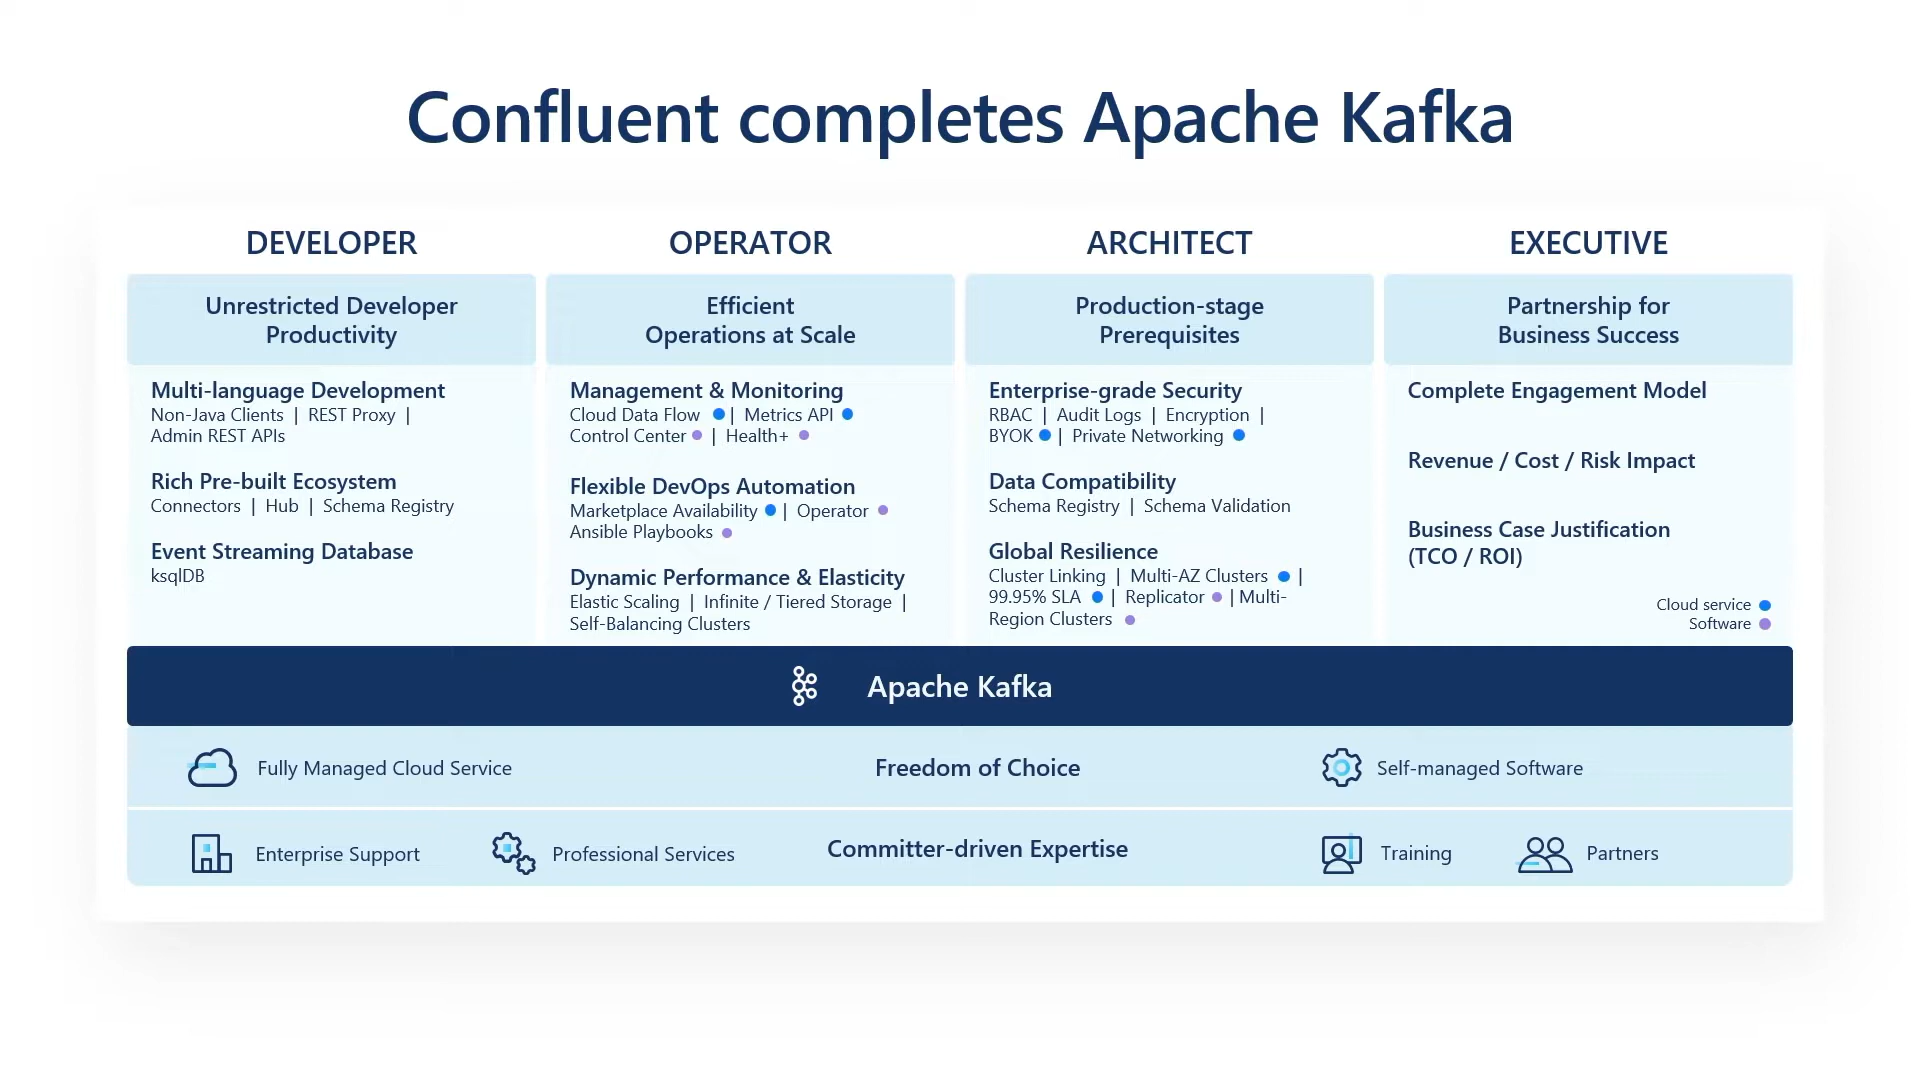 Confluent completes Apache Kafka
DEVELOPER
Unrestricted Developer
Productivity
Multi-language Development
Non-Java Clients | REST Proxy |
Admin REST APIs
Rich Pre-built Ecosystem
Connectors | Hub | Schema Registry
Event Streaming Database
ksqlDB
OPERATOR
Efficient
Operations at Scale
Management & Monitoring
Cloud Data Flow | Metrics API
Control Center | Health+
Flexible DevOps Automation
Marketplace Availability | Operator
Ansible Playbooks
Dynamic Performance & Elasticity
Elastic Scaling | Infinite / Tiered Storage |
Self-Balancing Clusters
ARCHITECT
Production-stage
Prerequisites
Enterprise-grade Security
RBAC | Audit Logs | Encryption |
BYOK | Private Networking
Data Compatibility
Schema Registry | Schema Validation
Global Resilience
Cluster Linking | Multi-AZ Clusters |
99.95% SLA | Replicator | Multi-
Region Clusters
EXECUTIVE
Partnership for
Business Success
Complete Engagement Model
Revenue / Cost / Risk Impact
Business Case Justification
(TCO / ROI)
Cloud service
Software
Apache Kafka
Fully Managed Cloud Service
Freedom of Choice
Self-managed Software
Enterprise Support
Professional Services
Committer-driven Expertise
Training
Partners